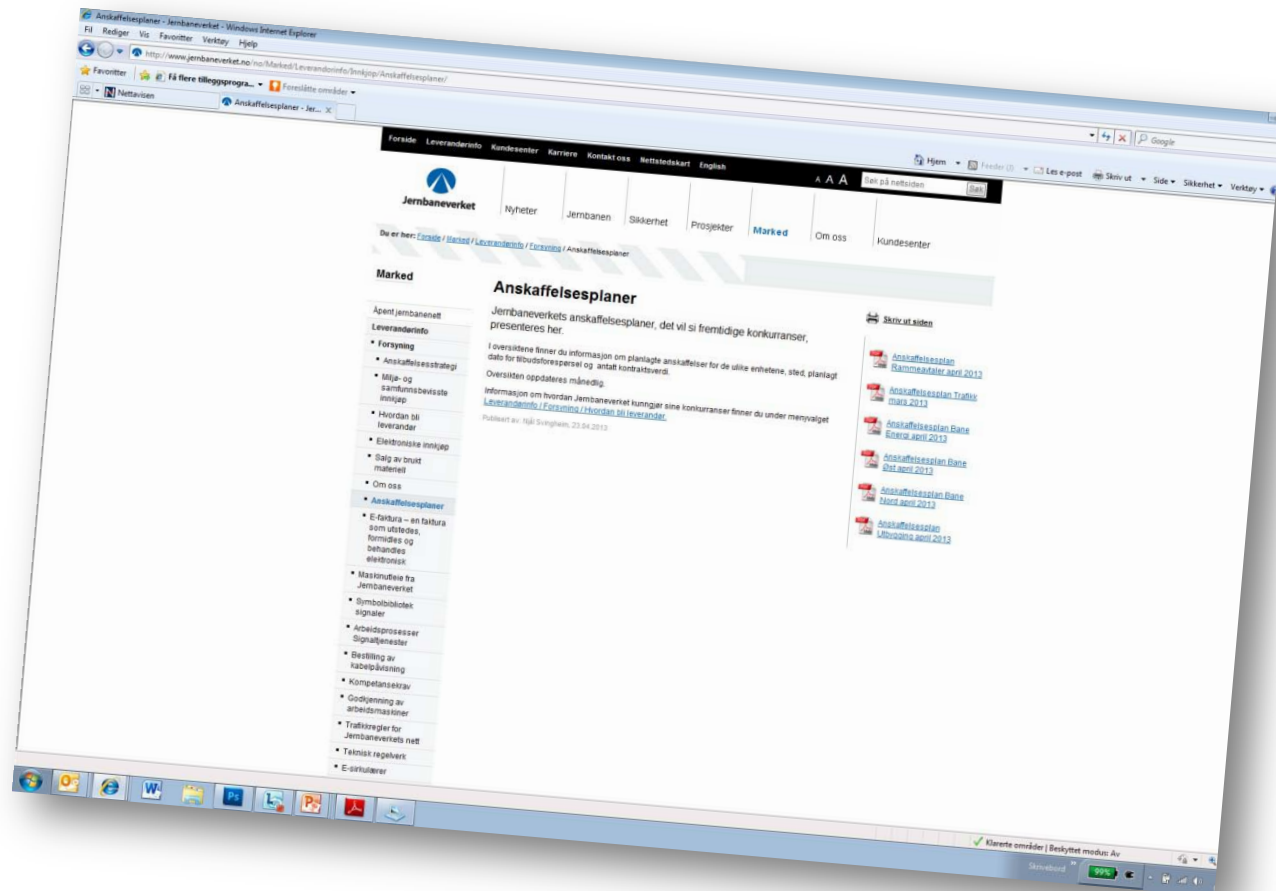 Anskaffelsesplaner - Jernbaneverket - Windows Internet Explorer
Fil Rediger Vis Favoritter Verktøy Hjelp
http://www.jernbaneverket.no/no/Marked/Leverandorinfo/Innkjop/Anskaffelsesplaner/
Google
Favoritter Få flere tilleggsprogra... Foreslåtte områder
Nettavisen Anskaffelsesplaner - Jer... X
Hjem Feeder Les e-post Skriv ut Side Sikkerhet Verktøy
Forside Leverandørinfo Kundesenter Karriere Kontakt oss Nettstedskart English
A A A Søk på nettsiden Søk
Jernbaneverket
Nyheter Jernbanen Sikkerhet Prosjekter Marked Om oss Kundesenter
Du er her: Forside / Marked / Leverandørinfo / Forsyning / Anskaffelsesplaner
Marked
Åpent jernbanenett
Leverandørinfo
Forsyning
Anskaffelsesstrategi
Miljø- og
samfunnsbevisste
innkjøp
Hvordan bli
leverandør
Elektroniske innkjøp
Salg av brukt
materiell
Om oss
Anskaffelsesplaner
E-faktura – en faktura
som utstedes,
formidles og
behandles
elektronisk
Maskinutleie fra
Jernbaneverket
Symbolbibliotek
signaler
Arbeidsprosesser
Signaltjenester
Bestilling av
kabelpåvisning
Kompetansekrav
Godkjenning av
arbeidsmaskiner
Trafikkregler for
Jernbaneverkets nett
Teknisk regelverk
E-sirkulærer
Anskaffelsesplaner
Jernbaneverkets anskaffelsesplaner, det vil si fremtidige konkurranser,
presenteres her.
I oversiktene finner du informasjon om planlagte anskaffelser for de ulike enhetene, sted, planlagt
dato for tilbudsforespørsel og antatt kontraktsverdi.
Oversikten oppdateres månedlig.
Informasjon om hvordan Jernbaneverket kunngjør sine konkurranser finner du under menyvalget
Leverandørinfo / Forsyning / Hvordan bli leverandør.
Publisert av: Njål Svingheim, 23.04.2013
Skriv ut siden
Anskaffelsesplan
Rammeavtaler april 2013
Anskaffelsesplan Trafikk
mars 2013
Anskaffelsesplan Bane
Energi april 2013
Anskaffelsesplan Bane
Øst april 2013
Anskaffelsesplan Bane
Nord april 2013
Anskaffelsesplan
Utbygging april 2013
Klarerte områder | Beskyttet modus: Av
Skrivebord
99%